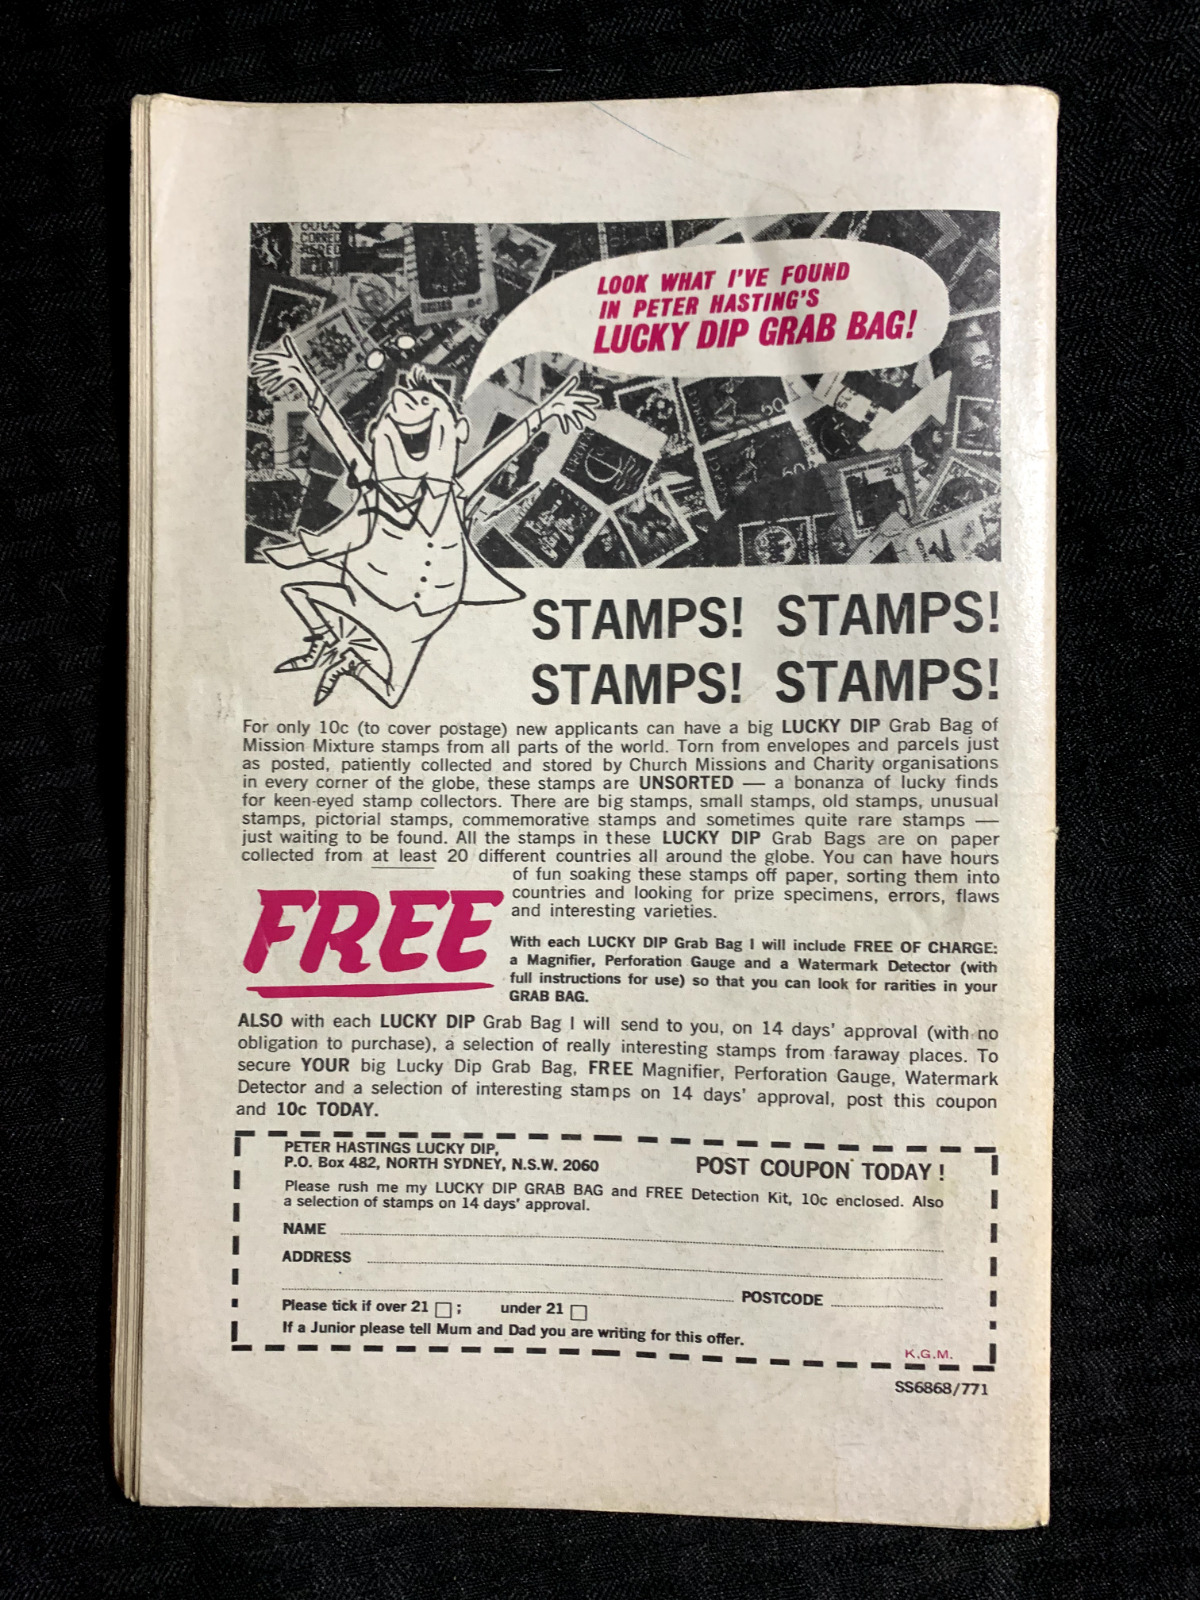 LOOK WHAT I'VE FOUND
IN PETER HASTING'S
LUCKY DIP GRAB BAG!
STAMPS! STAMPS!
STAMPS! STAMPS!
For only 10c (to cover postage) new applicants can have a big LUCKY DIP Grab Bag of
Mission Mixture stamps from all parts of the world. Torn from envelopes and parcels just
as posted, patiently collected and stored by Church Missions and Charity organisations
in every corner of the globe, these stamps are UNSORTED — a bonanza of lucky finds
for keen-eyed stamp collectors. There are big stamps, small stamps, old stamps, unusual
stamps, pictorial stamps, commemorative stamps and sometimes quite rare stamps —
just waiting to be found. All the stamps in these LUCKY DIP Grab Bags are on paper
collected from at least 20 different countries all around the globe. You can have hours
of fun soaking these stamps off paper, sorting them into
countries and looking for prize specimens, errors, flaws
and interesting varieties.
FREE
With each LUCKY DIP Grab Bag I will include FREE OF CHARGE:
a Magnifier, Perforation Gauge and a Watermark Detector (with
full instructions for use) so that you can look for rarities in your
GRAB BAG.
ALSO with each LUCKY DIP Grab Bag I will send to you, on 14 days' approval (with no
obligation to purchase), a selection of really interesting stamps from faraway places. To
secure YOUR big Lucky Dip Grab Bag, FREE Magnifier, Perforation Gauge, Watermark
Detector and a selection of interesting stamps on 14 days' approval, post this coupon
and 10c TODAY.
PETER HASTINGS LUCKY DIP,
P.O. Box 482, NORTH SYDNEY, N.S.W. 2060
POST COUPON TODAY!
Please rush me my LUCKY DIP GRAB BAG and FREE Detection Kit, 10c enclosed. Also
a selection of stamps on 14 days' approval.
NAME
ADDRESS
POSTCODE
Please tick if over 21 ; under 21
If a Junior please tell Mum and Dad you are writing for this offer.
K.G.M.
SS6868/771